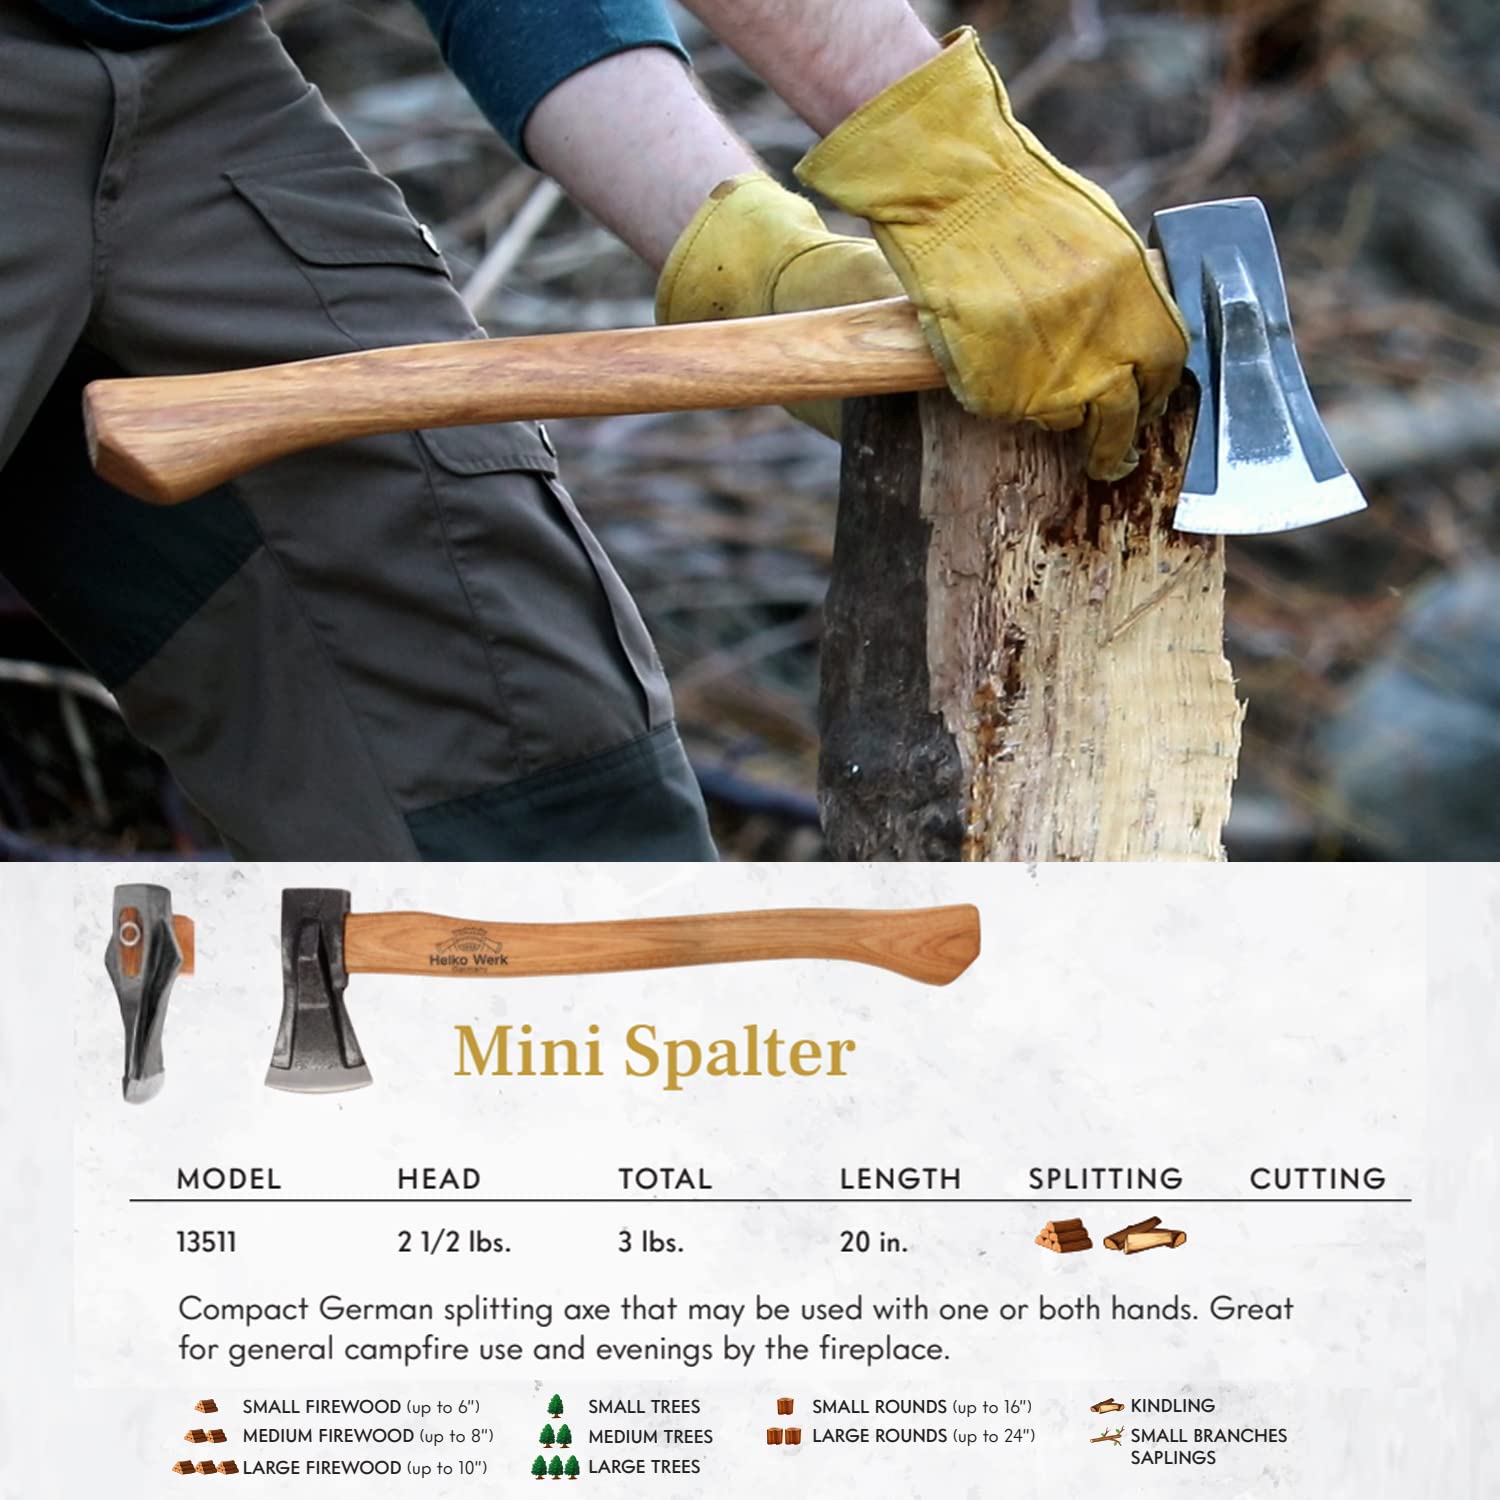 Helko Werk
Germany
Mini Spalter
MODEL HEAD TOTAL LENGTH SPLITTING CUTTING
13511 2 1/2 lbs. 3 lbs. 20 in.
Compact German splitting axe that may be used with one or both hands. Great
for general campfire use and evenings by the fireplace.
SMALL FIREWOOD (up to 6") SMALL TREES SMALL ROUNDS (up to 16") KINDLING
MEDIUM FIREWOOD (up to 8") MEDIUM TREES LARGE ROUNDS (up to 24") SMALL BRANCHES
SAPLINGS
LARGE FIREWOOD (up to 10") LARGE TREES